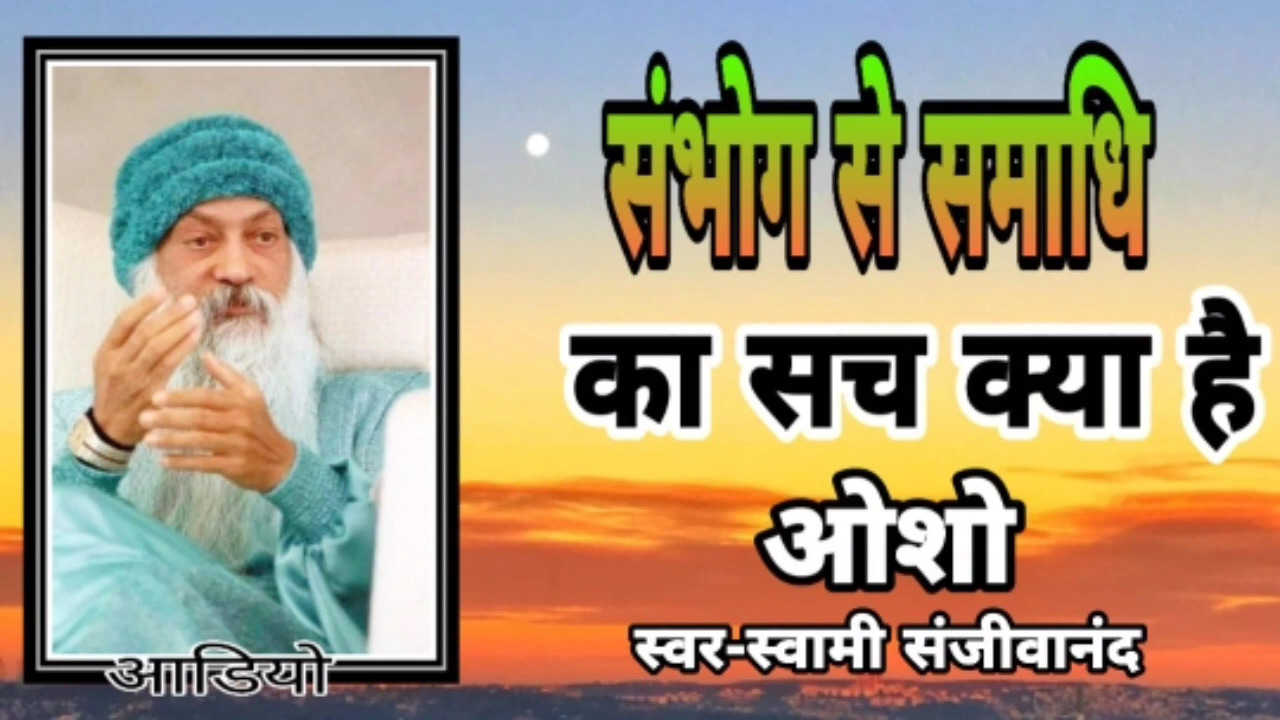 संभोग से समाधि
का सच क्या है
ओशो
स्वर-स्वामी संजीवानंद
आडियो